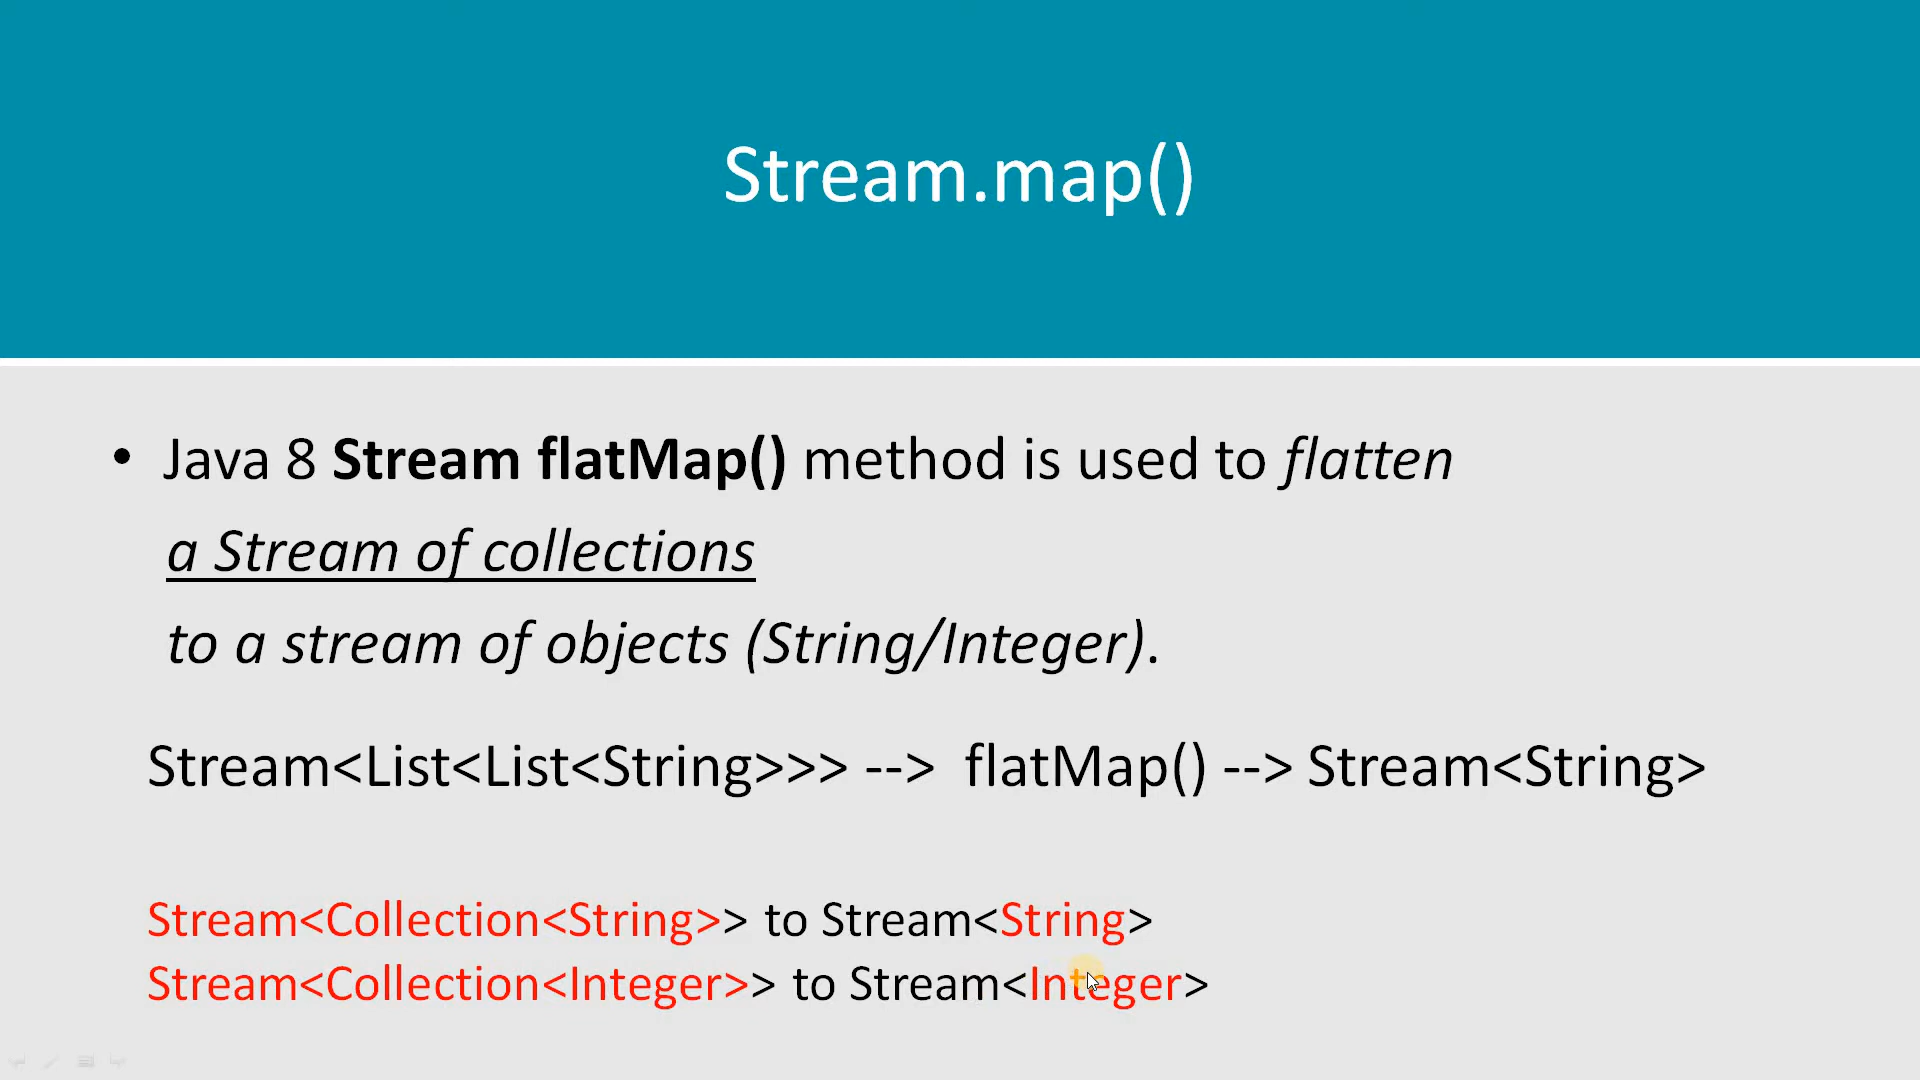 Stream.map()
• Java 8 Stream flatMap() method is used to flatten
a Stream of collections
to a stream of objects (String/Integer).
Stream<List<List<String>>> --> flatMap() --> Stream<String>
Stream<Collection<String>> to Stream<String>
Stream<Collection<Integer>> to Stream<Integer>